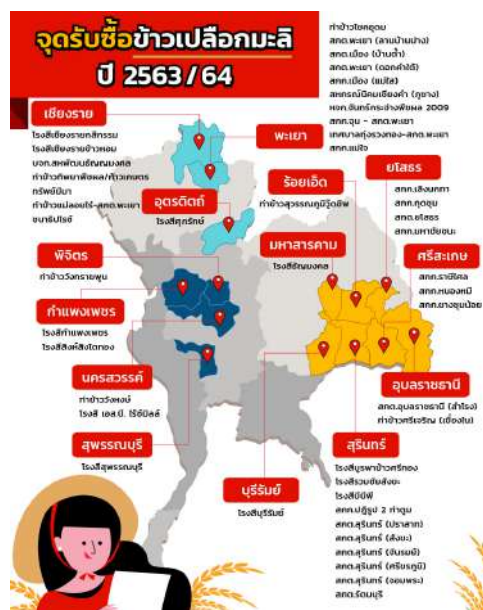 จุดรับซื้อข้าวเปลือกมะลิ
ปี 2563/64
ท่าข้าวโชคอุดม
สกต.พะเยา (ลานบ้านปาง)
สกต.เมือง (บ้านต๊ำ)
สกต.พะเยา (ดอกคำใต้)
สกก.เมือง (แม่ใส)
สหกรณ์นิคมเชียงคำ (ภูซาง)
หจก.จันทร์กระจ่างพืชผล 2009
สกก.จุน - สกต.พะเยา
เทศบาลทุ่งรวงทอง-สกต.พะเยา
สกก.แม่ใจ
เชียงราย
โรงสีเชียงรายกสิกรรม
โรงสีเชียงรายข้าวหอม
บจก.สหพัฒนธัญญมงคล
ท่าข้าวทิพมาพืชผล/ก้าวเกษตร
ทรัพย์มีมา
ท่าข้าวแม่ลอยไร่-สกต.พะเยา
ชนาธิปไรซ์
พะเยา
อุตรดิตถ์
โรงสีศุภรักษ์
ร้อยเอ็ด
ท่าข้าวสุวรรณภูมิวู๊ดชิพ
ยโสธร
สกก.เลิงนกทา
สกก.กุดชุม
สกต.ยโสธร
สกก.มหาชัยชนะ
พิจิตร
ท่าข้าววังทรายพูน
มหาสารคาม
โรงสีธัญมงคล
ศรีสะเกษ
สกก.ราษีไศล
สกก.หนองหมี
สกก.ยางชุมน้อย
กำแพงเพชร
โรงสีกำแพงเพชร
โรงสีสิงห์สิงโตทอง
นครสวรรค์
ท่าข้าววังหงษ์
โรงสี เอส.บี. ไรซ์มิลล์
อุบลราชธานี
สกต.อุบลราชธานี (สำโรง)
ท่าข้าวศรีเจริญ (เขื่องใน)
สุพรรณบุรี
โรงสีสุพรรณบุรี
บุรีรัมย์
โรงสีบุรีรัมย์
สุรินทร์
โรงสีบูรพาข้าวศรีทอง
โรงสีรวมชัยสังขะ
โรงสีบีบีพี
สกก.ปฏิรูป 2 ท่าตูม
สกต.สุรินทร์ (ปราสาท)
สกต.สุรินทร์ (สังขะ)
สกต.สุรินทร์ (จันรมย์)
สกต.สุรินทร์ (ศรีขรภูมิ)
สกต.สุรินทร์ (จอมพระ)
สกต.รัตนบุรี